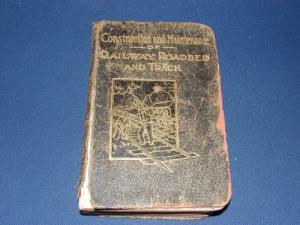 Construction and Maintenance
OF
RAILWAY ROADBED
AND TRACK